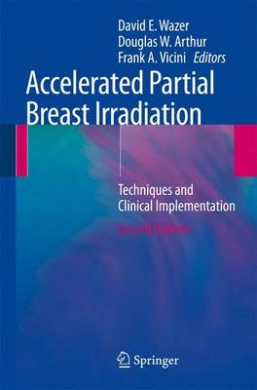 David E. Wazer
Douglas W. Arthur
Frank A. Vicini Editors
Accelerated Partial
Breast Irradiation
Techniques and
Clinical Implementation
Second Edition
Springer